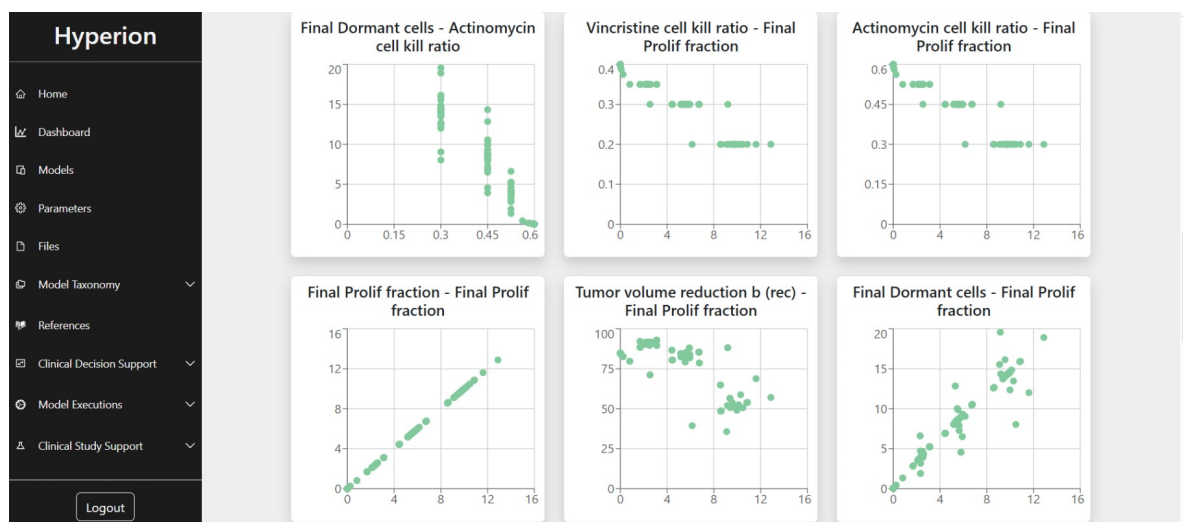 Hyperion
Home
Dashboard
Models
Parameters
Files
Model Taxonomy
References
Clinical Decision Support
Model Executions
Clinical Study Support
Logout
Final Dormant cells - Actinomycin
cell kill ratio
20
15
10
5
0
0 0.15 0.3 0.45 0.6
Vincristine cell kill ratio - Final
Prolif fraction
0.4
0.3
0.2
0.1
0
0 4 8 12 16
Actinomycin cell kill ratio - Final
Prolif fraction
0.6
0.45
0.3
0.15
0
0 4 8 12 16
Final Prolif fraction - Final Prolif
fraction
16
12
8
4
0
0 4 8 12 16
Tumor volume reduction b (rec) -
Final Prolif fraction
100
75
50
25
0
0 4 8 12 16
Final Dormant cells - Final Prolif
fraction
20
15
10
5
0
0 4 8 12 16